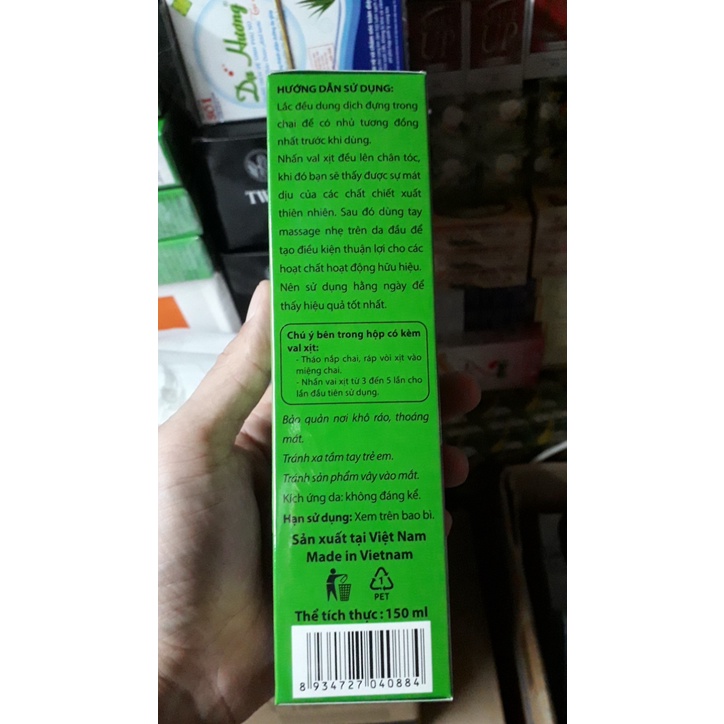 Dạ Hương
HƯỚNG DẪN SỬ DỤNG:
Lắc đều dung dịch đựng trong
chai để có nhủ tương đồng
nhất trước khi dùng.
Nhấn val xịt đều lên chân tóc,
khi đó bạn sẽ thấy được sự mát
dịu của các chất chiết xuất
thiên nhiên. Sau đó dùng tay
massage nhẹ trên da đầu để
tạo điều kiện thuận lợi cho các
hoạt chất hoạt động hữu hiệu.
Nên sử dụng hằng ngày để
thấy hiệu quả tốt nhất.
Chú ý bên trong hộp có kèm
val xịt:
- Tháo nắp chai, ráp vòi xịt vào
miệng chai.
- Nhấn val xịt từ 3 đến 5 lần cho
lần đầu tiên sử dụng.
Bảo quản nơi khô ráo, thoáng
mát.
Tránh xa tầm tay trẻ em.
Tránh sản phẩm vây vào mắt.
Kích ứng da: không đáng kể.
Hạn sử dụng: Xem trên bao bì.
Sản xuất tại Việt Nam
Made in Vietnam
1
PET
Thể tích thực : 150 ml
8 934727 040884